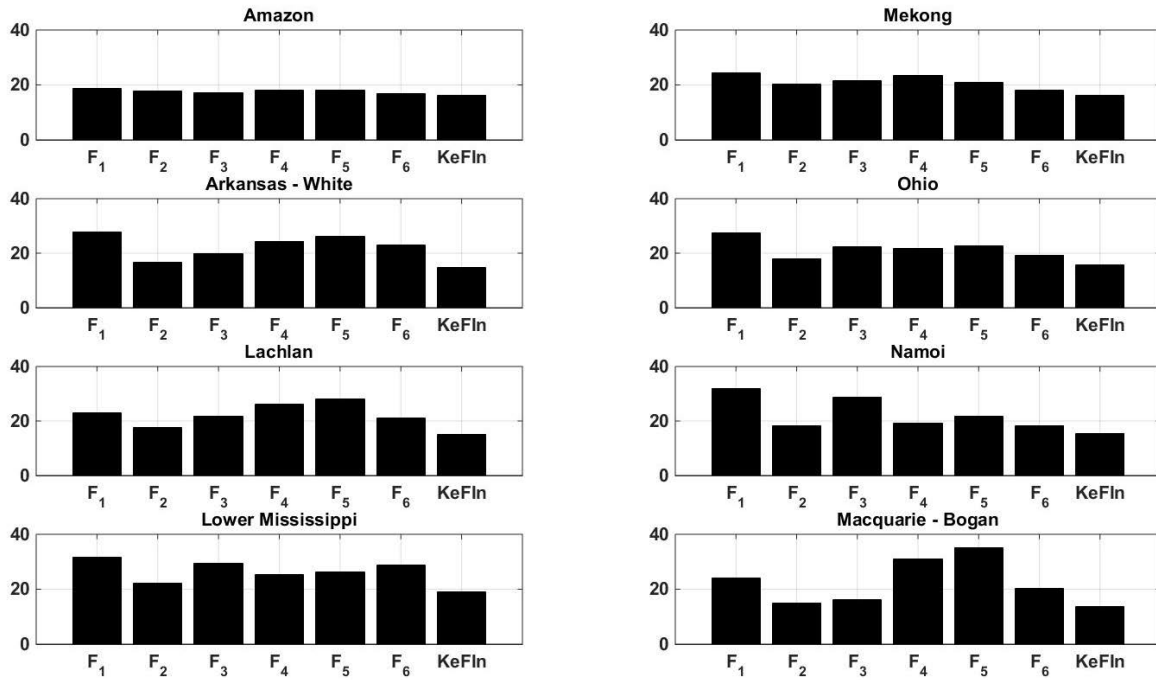 Amazon
40
20
0
F1 F2 F3 F4 F5 F6 KeFIn
Mekong
40
20
0
F1 F2 F3 F4 F5 F6 KeFIn
Arkansas - White
40
20
0
F1 F2 F3 F4 F5 F6 KeFIn
Ohio
40
20
0
F1 F2 F3 F4 F5 F6 KeFIn
Lachlan
40
20
0
F1 F2 F3 F4 F5 F6 KeFIn
Namoi
40
20
0
F1 F2 F3 F4 F5 F6 KeFIn
Lower Mississippi
40
20
0
F1 F2 F3 F4 F5 F6 KeFIn
Macquarie - Bogan
40
20
0
F1 F2 F3 F4 F5 F6 KeFIn